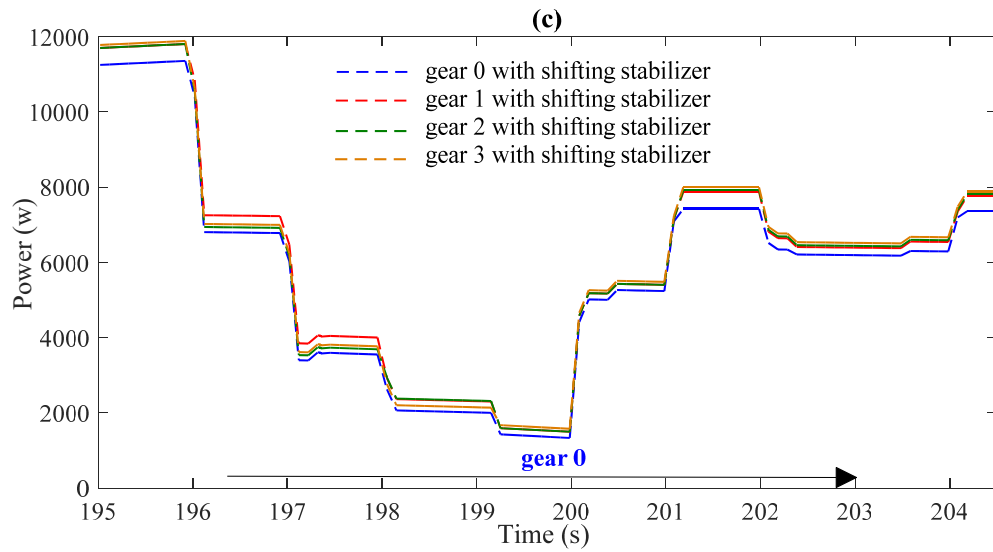 (c)
12000
10000
8000
6000
4000
2000
0
Power (w)
gear 0 with shifting stabilizer
gear 1 with shifting stabilizer
gear 2 with shifting stabilizer
gear 3 with shifting stabilizer
gear 0
195 196 197 198 199 200 201 202 203 204
Time (s)